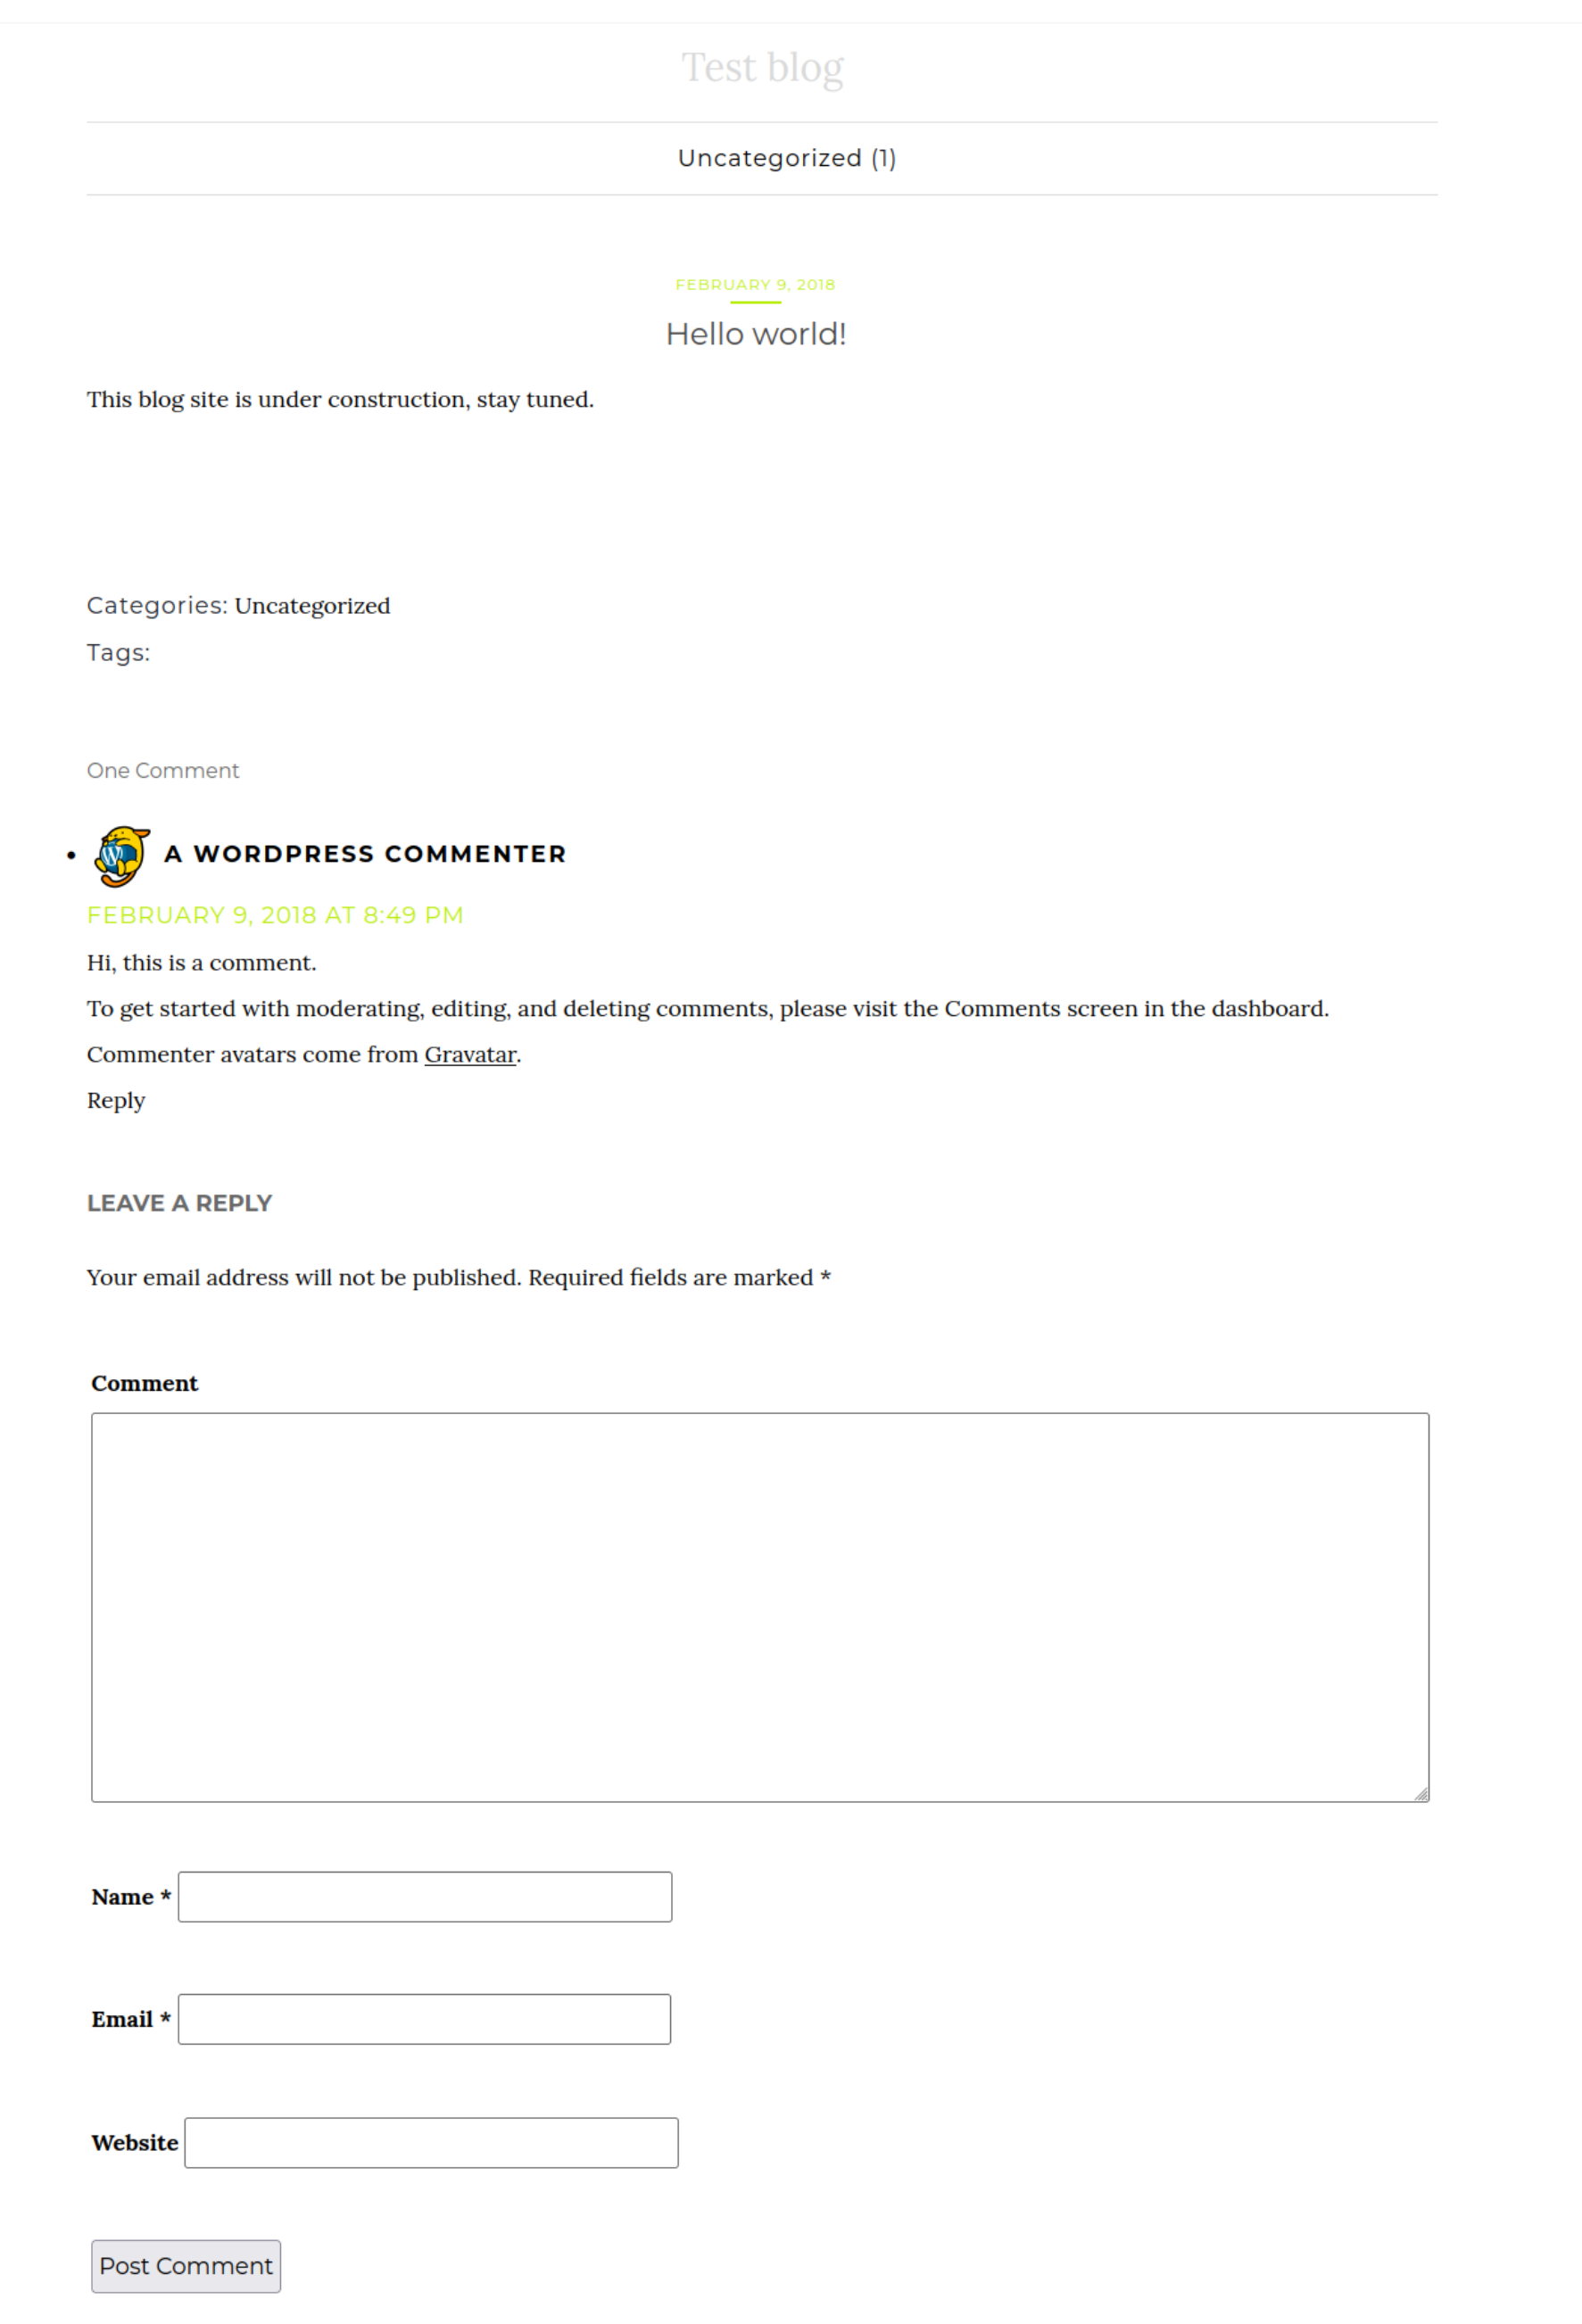 Test blog
Uncategorized (1)
FEBRUARY 9, 2018
Hello world!
This blog site is under construction, stay tuned.
Categories: Uncategorized
Tags:
One Comment
A WORDPRESS COMMENTER
FEBRUARY 9, 2018 AT 8:49 PM
Hi, this is a comment.
To get started with moderating, editing, and deleting comments, please visit the Comments screen in the dashboard.
Commenter avatars come from Gravatar.
Reply
LEAVE A REPLY
Your email address will not be published. Required fields are marked *
Comment
Name *
Email *
Website
Post Comment